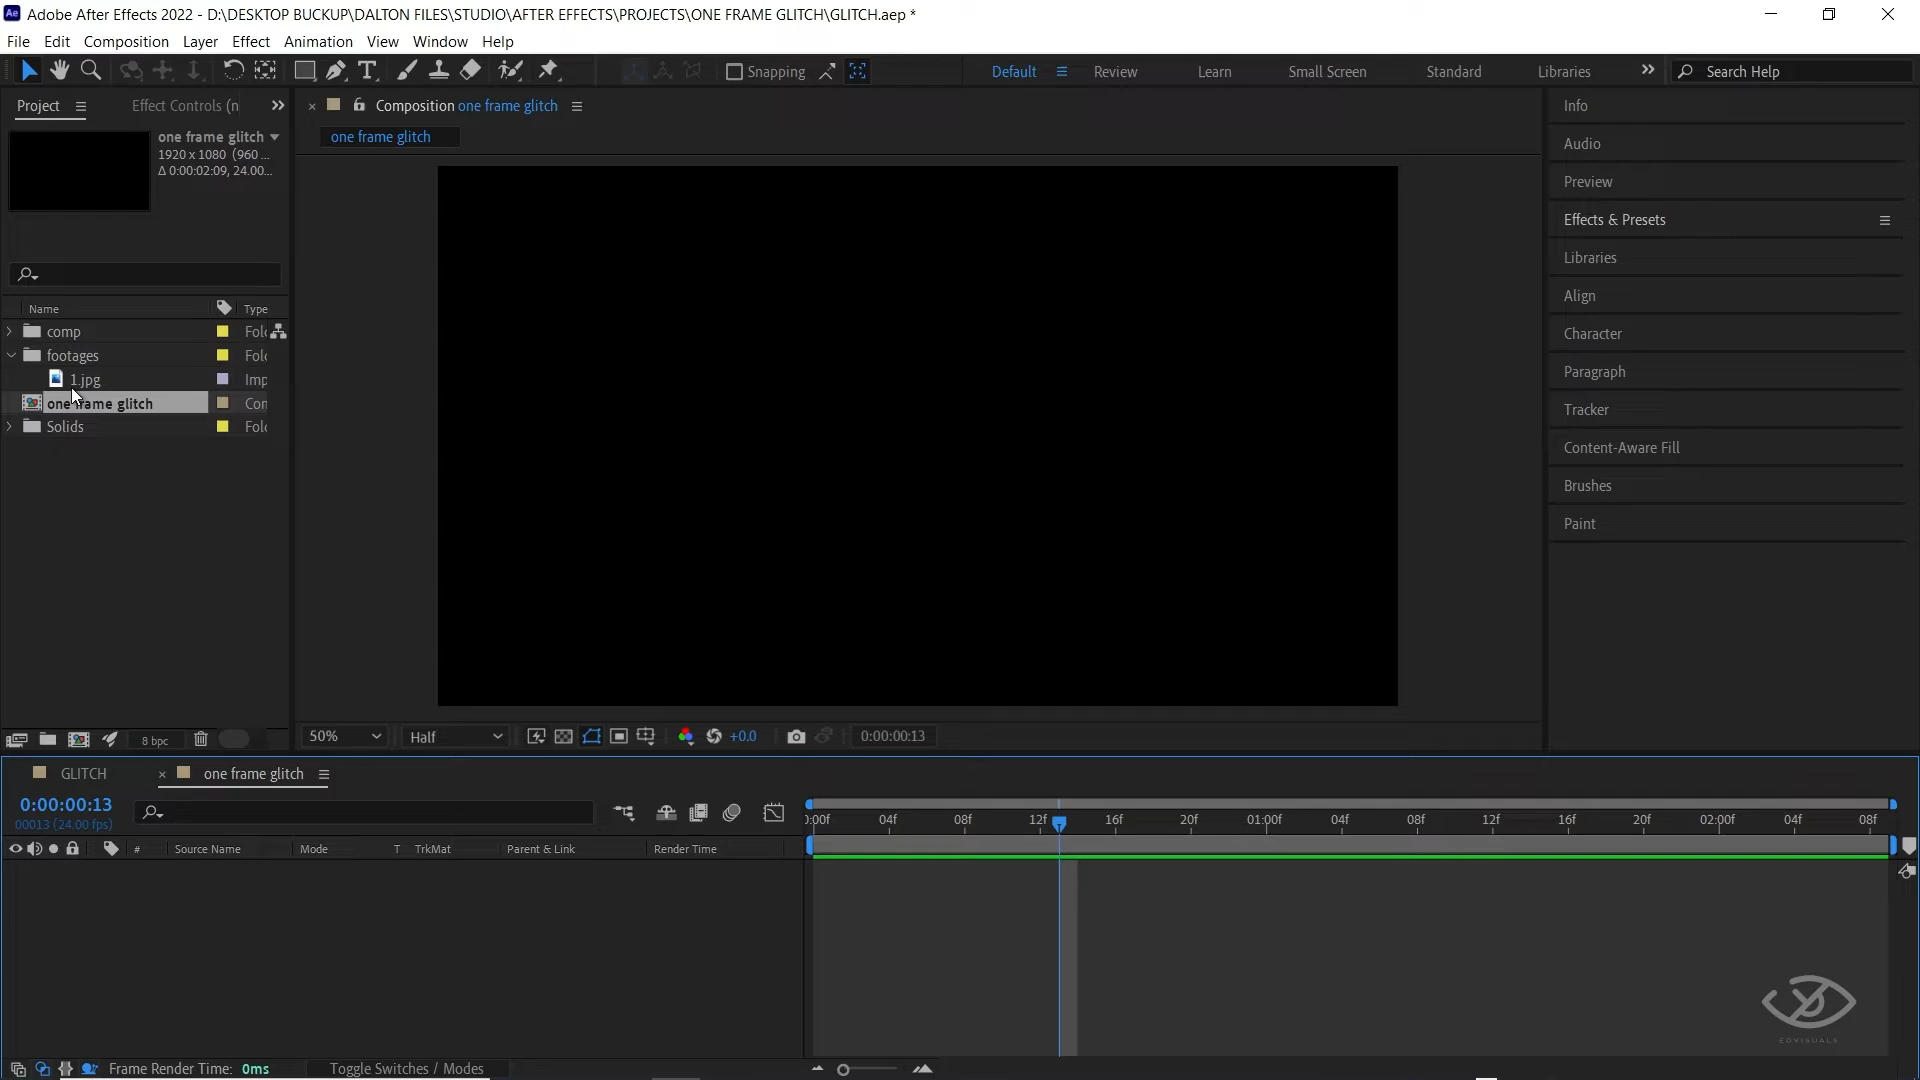 Ae Adobe After Effects 2022 - D:\DESKTOP BUCKUP\DALTON FILES\STUDIO\AFTER EFFECTS\PROJECTS\ONE FRAME GLITCH\GLITCH.aep *
File Edit Composition Layer Effect Animation View Window Help
Snapping Default Review Learn Small Screen Standard Libraries Search Help
Project Effect Controls (n
Composition one frame glitch
one frame glitch
one frame glitch
1920 x 1080 (960 ...
Δ 0:00:02:09, 24.00...
Name Type
comp Fol
footages Fol
1.jpg Imp
one frame glitch Con
Solids Fol
8 bpc
50% Half +0.0 0:00:00:13
Info
Audio
Preview
Effects & Presets
Libraries
Align
Character
Paragraph
Tracker
Content-Aware Fill
Brushes
Paint
GLITCH one frame glitch
0:00:00:13
00013 (24.00 fps)
):00f 04f 08f 12f 16f 20f 01:00f 04f 08f 12f 16f 20f 02:00f 04f 08f
# Source Name Mode T TrkMat Parent & Link Render Time
EDVISUALS
Frame Render Time: 0ms Toggle Switches / Modes